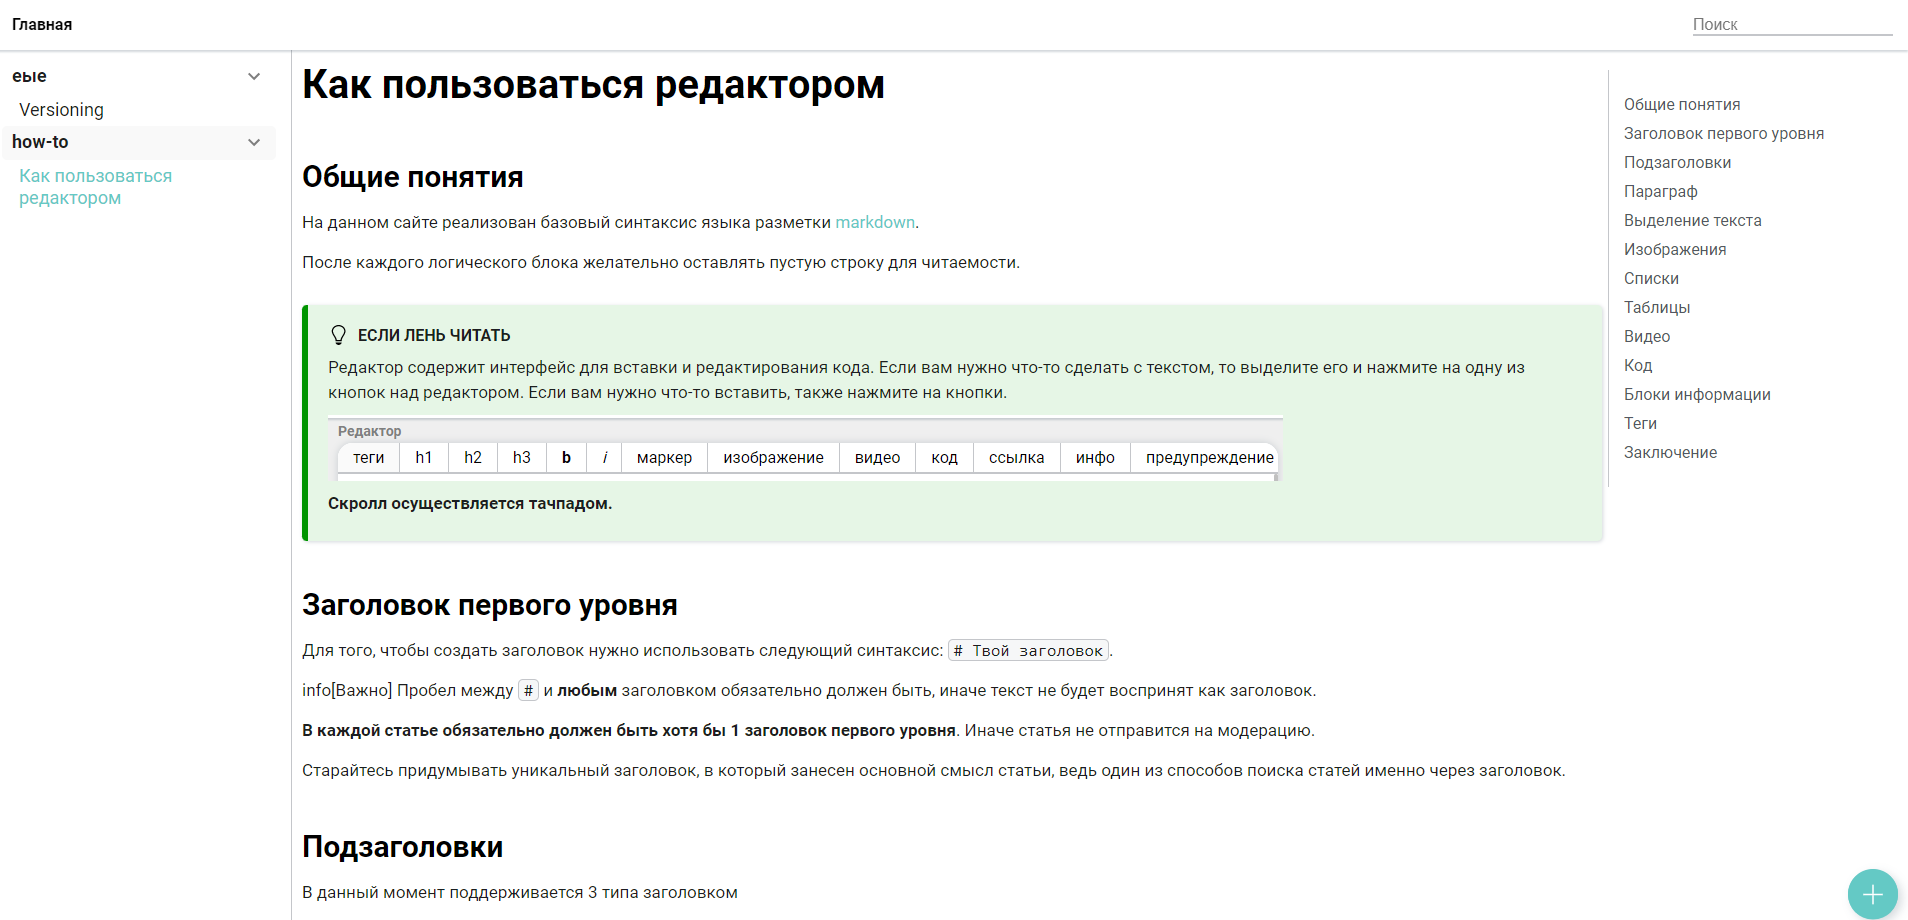 Главная
Поиск
еые
Versioning
how-to
Как пользоваться
редактором
Как пользоваться редактором
Общие понятия
На данном сайте реализован базовый синтаксис языка разметки markdown.
После каждого логического блока желательно оставлять пустую строку для читаемости.
ЕСЛИ ЛЕНЬ ЧИТАТЬ
Редактор содержит интерфейс для вставки и редактирования кода. Если вам нужно что-то сделать с текстом, то выделите его и нажмите на одну из
кнопок над редактором. Если вам нужно что-то вставить, также нажмите на кнопки.
Редактор
теги h1 h2 h3 b i маркер изображение видео код ссылка инфо предупреждение
Скролл осуществляется тачпадом.
Заголовок первого уровня
Для того, чтобы создать заголовок нужно использовать следующий синтаксис: # Твой заголовок.
info[Важно] Пробел между # и любым заголовком обязательно должен быть, иначе текст не будет воспринят как заголовок.
В каждой статье обязательно должен быть хотя бы 1 заголовок первого уровня. Иначе статья не отправится на модерацию.
Старайтесь придумывать уникальный заголовок, в который занесен основной смысл статьи, ведь один из способов поиска статей именно через заголовок.
Подзаголовки
В данный момент поддерживается 3 типа заголовком
Общие понятия
Заголовок первого уровня
Подзаголовки
Параграф
Выделение текста
Изображения
Списки
Таблицы
Видео
Код
Блоки информации
Теги
Заключение